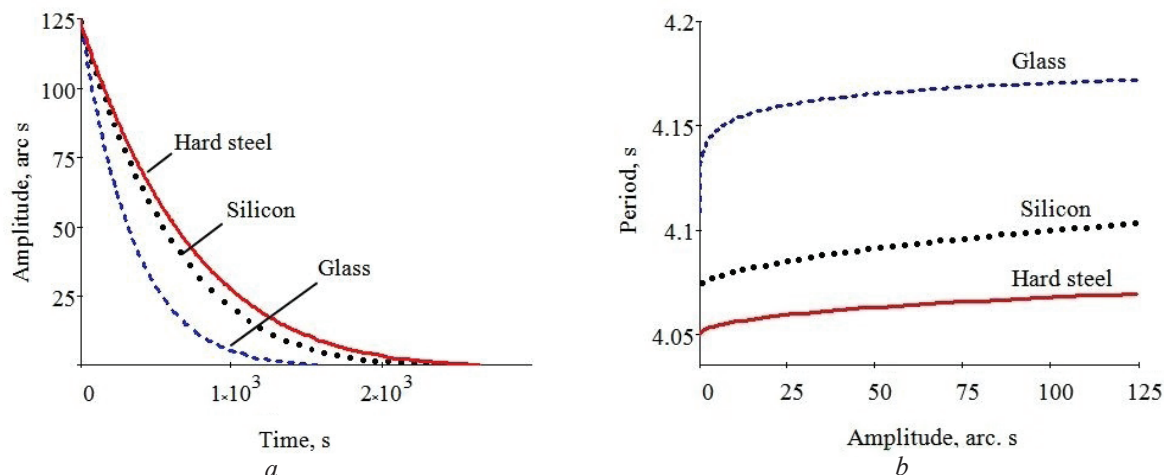 125
100
75
50
25
Amplitude, arc s
Hard steel
Silicon
Glass
0
1×10³
2×10³
Time, s
a
4.2
4.15
4.1
4.05
Period, s
Glass
Silicon
Hard steel
0
25
50
75
100
125
Amplitude, arc. s
b